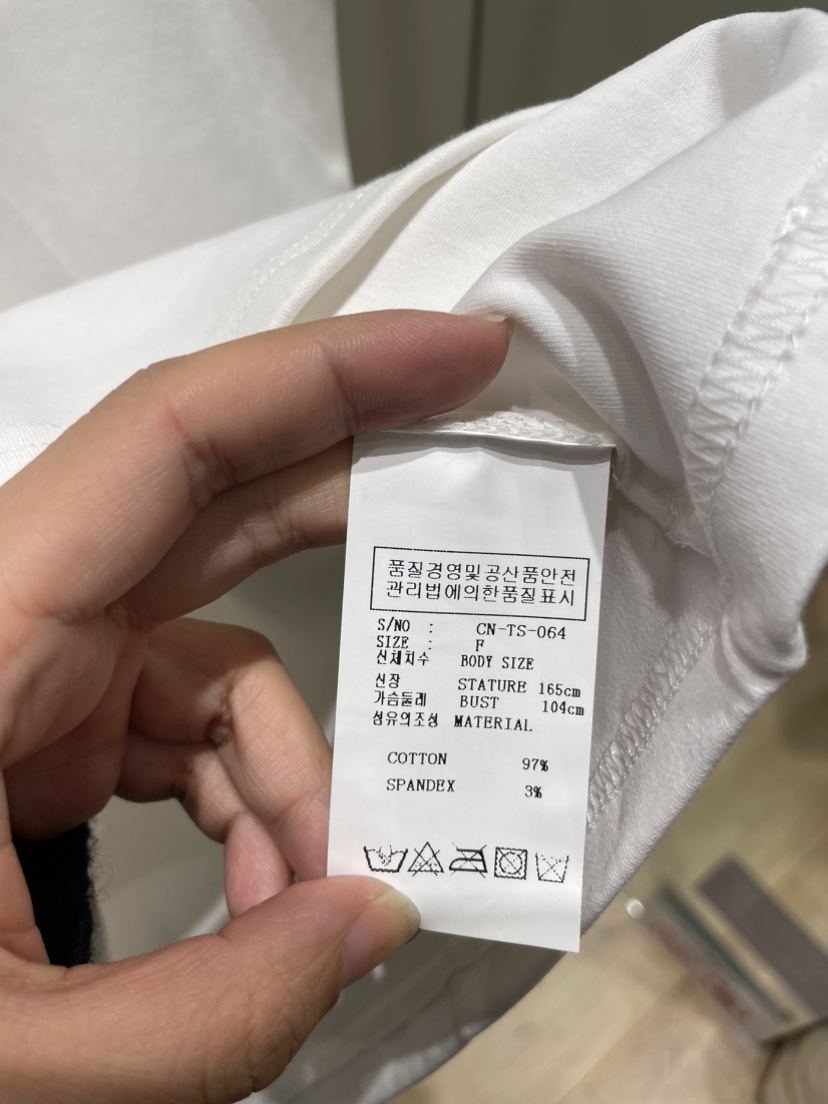 품질경영및공산품안전
관리법에의한품질표시
S/NO : CN-TS-064
SIZE : F
신체치수 BODY SIZE
신장 STATURE 165cm
가슴둘레 BUST 104cm
섬유의조성 MATERIAL
COTTON 97%
SPANDEX 3%